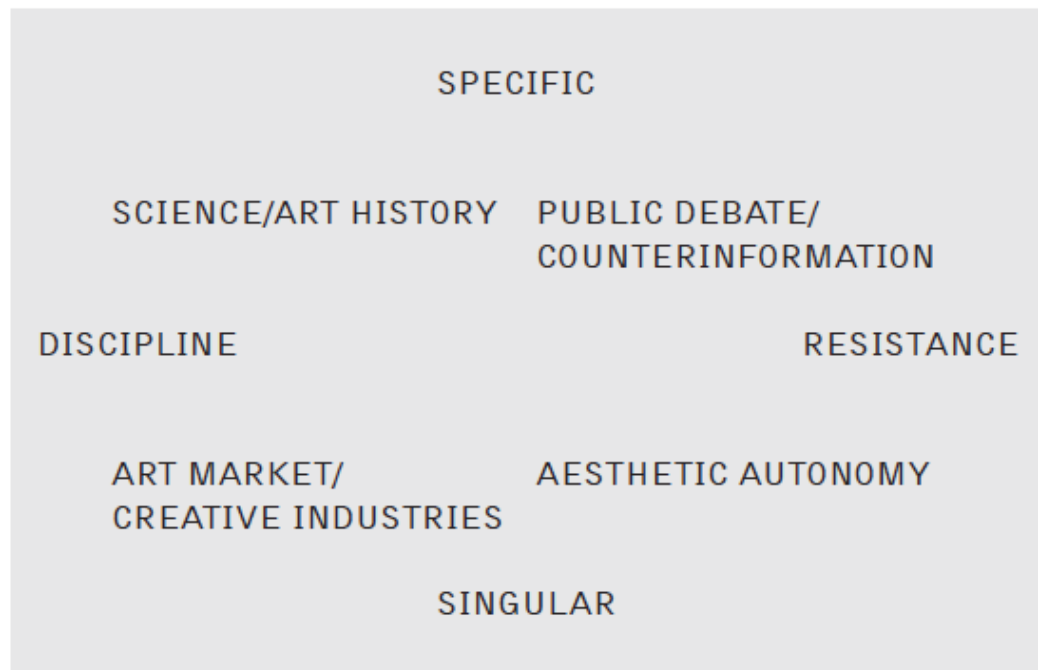 SPECIFIC
SCIENCE/ART HISTORY
PUBLIC DEBATE/
COUNTERINFORMATION
DISCIPLINE
RESISTANCE
ART MARKET/
CREATIVE INDUSTRIES
AESTHETIC AUTONOMY
SINGULAR